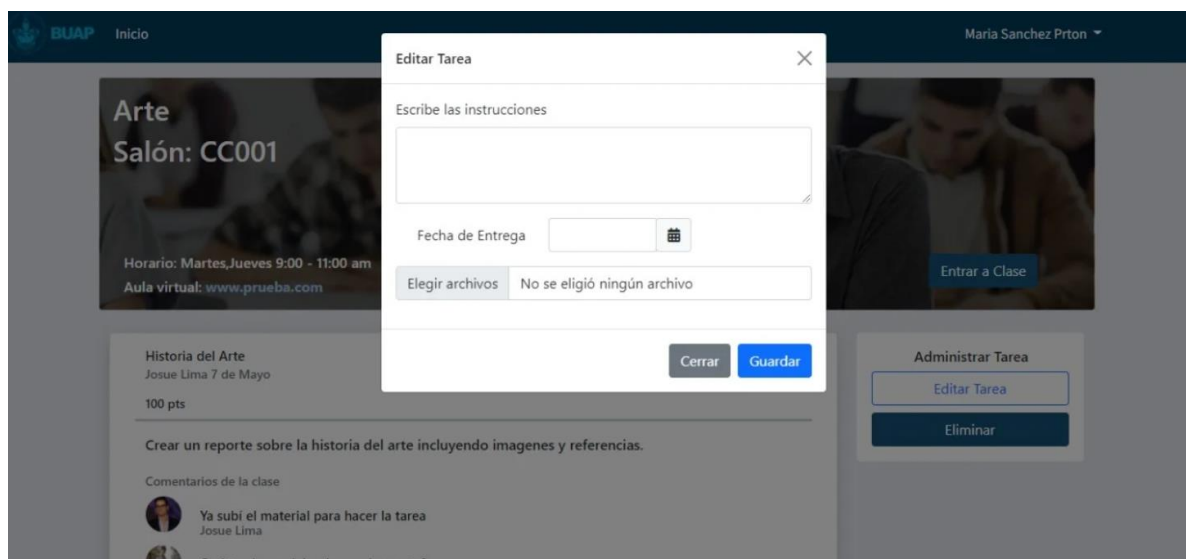 BUAP
Inicio
Maria Sanchez Prton
Editar Tarea
Escribe las instrucciones
Fecha de Entrega
Elegir archivos No se eligió ningún archivo
Cerrar Guardar
Arte
Salón: CC001
Horario: Martes,Jueves 9:00 - 11:00 am
Aula virtual: www.prueba.com
Entrar a Clase
Historia del Arte
Josue Lima 7 de Mayo
100 pts
Crear un reporte sobre la historia del arte incluyendo imagenes y referencias.
Comentarios de la clase
Ya subí el material para hacer la tarea
Josue Lima
Administrar Tarea
Editar Tarea
Eliminar